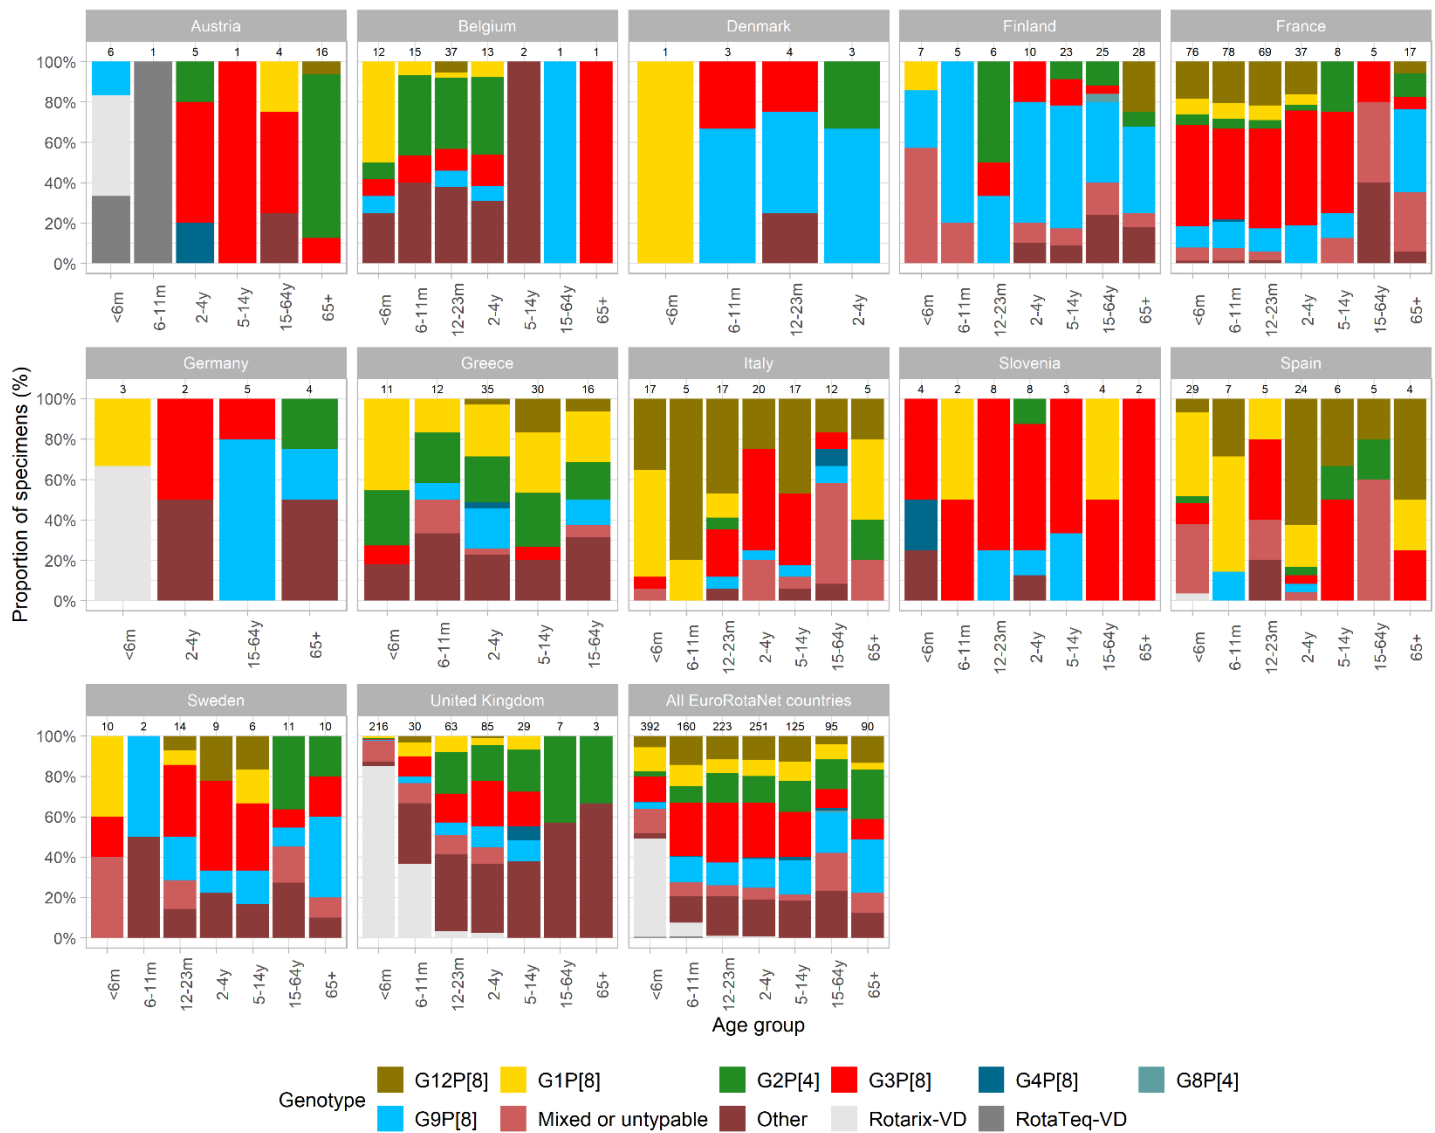 Austria Belgium Denmark Finland France
6 1 5 1 4 16 12 15 37 13 2 1 1 1 3 4 3 7 5 6 10 23 25 28 76 78 69 37 8 5 17
100%
80%
60%
40%
20%
0%
<6m 6-11m 2-4y 5-14y 15-64y 65+ <6m 6-11m 12-23m 2-4y 5-14y 15-64y 65+ <6m 6-11m 12-23m 2-4y <6m 6-11m 12-23m 2-4y 5-14y 15-64y 65+ <6m 6-11m 12-23m 2-4y 5-14y 15-64y 65+
Proportion of specimens (%)
Germany Greece Italy Slovenia Spain
3 2 5 4 11 12 35 30 16 17 5 17 20 17 12 5 4 2 8 8 3 4 2 29 7 5 24 6 5 4
100%
80%
60%
40%
20%
0%
<6m 2-4y 15-64y 65+ <6m 6-11m 2-4y 5-14y 15-64y <6m 6-11m 12-23m 2-4y 5-14y 15-64y 65+ <6m 6-11m 12-23m 2-4y 5-14y 15-64y 65+ <6m 6-11m 12-23m 2-4y 5-14y 15-64y 65+
Sweden United Kingdom All EuroRotaNet countries
10 2 14 9 6 11 10 216 30 63 85 29 7 3 392 160 223 251 125 95 90
100%
80%
60%
40%
20%
0%
<6m 6-11m 12-23m 2-4y 5-14y 15-64y 65+ <6m 6-11m 12-23m 2-4y 5-14y 15-64y 65+ <6m 6-11m 12-23m 2-4y 5-14y 15-64y 65+
Age group
Genotype
G12P[8] G1P[8] G2P[4] G3P[8] G4P[8] G8P[4]
G9P[8] Mixed or untypable Other Rotarix-VD RotaTeq-VD